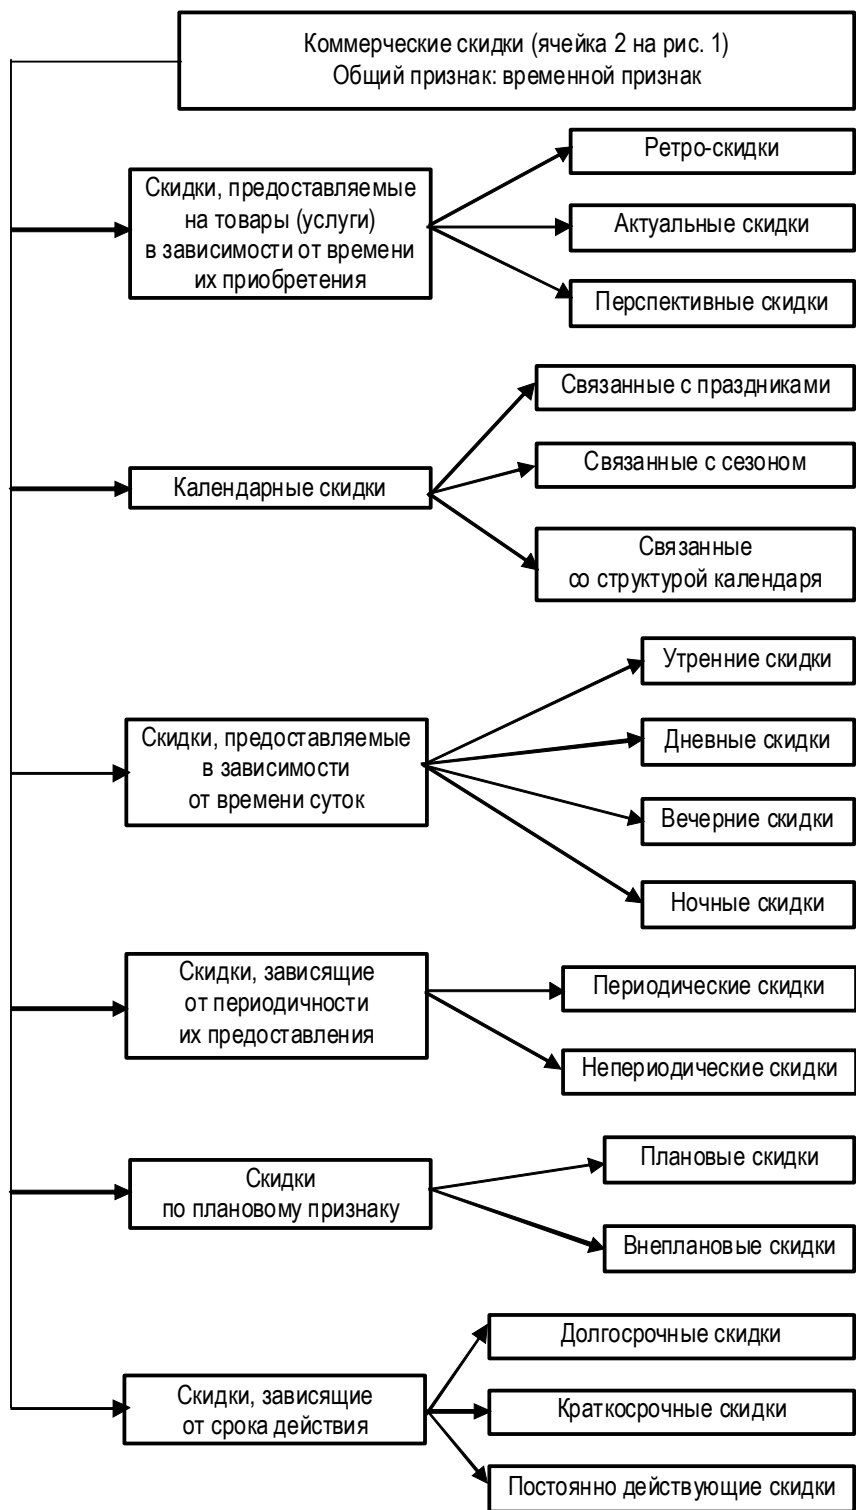 Коммерческие скидки (ячейка 2 на рис. 1)
Общий признак: временной признак
Скидки, предоставляемые
на товары (услуги)
в зависимости от времени
их приобретения
Ретро-скидки
Актуальные скидки
Перспективные скидки
Календарные скидки
Связанные с праздниками
Связанные с сезоном
Связанные
со структурой календаря
Скидки, предоставляемые
в зависимости
от времени суток
Утренние скидки
Дневные скидки
Вечерние скидки
Ночные скидки
Скидки, зависящие
от периодичности
их предоставления
Периодические скидки
Непериодические скидки
Скидки
по плановому признаку
Плановые скидки
Внеплановые скидки
Скидки, зависящие
от срока действия
Долгосрочные скидки
Краткосрочные скидки
Постоянно действующие скидки